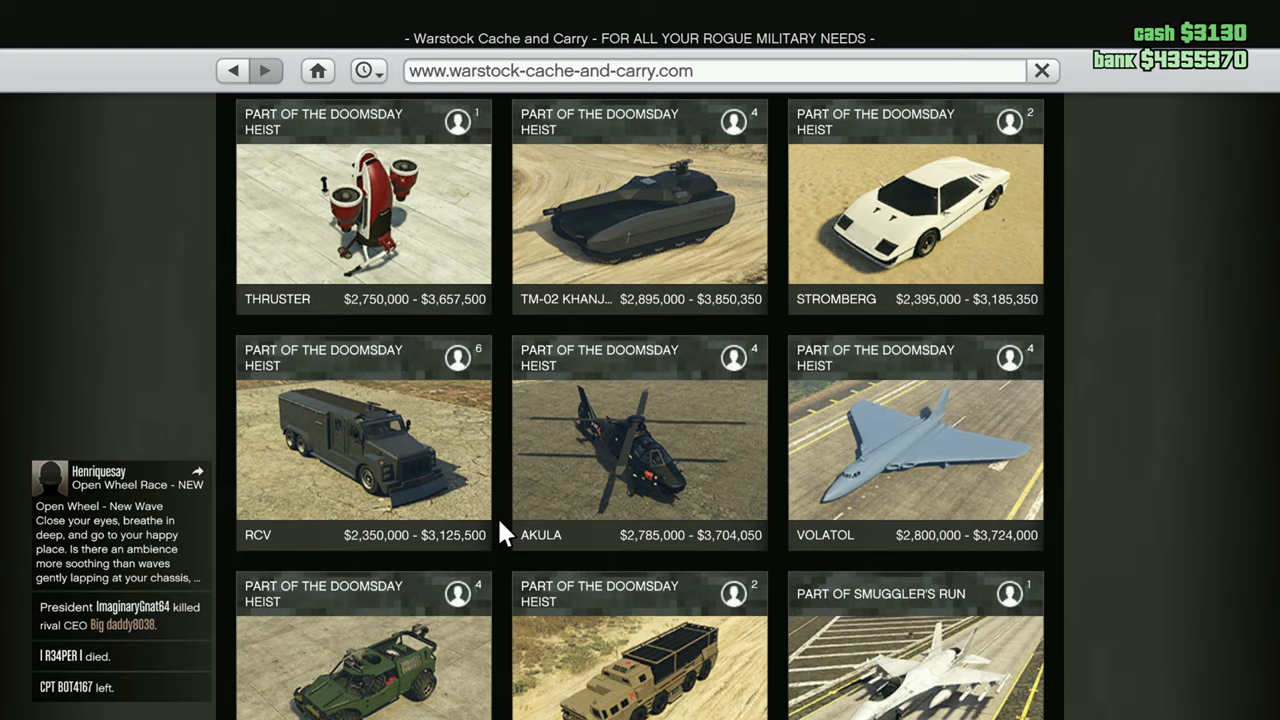 - Warstock Cache and Carry - FOR ALL YOUR ROGUE MILITARY NEEDS -
cash $3130
bank $4355370
www.warstock-cache-and-carry.com
PART OF THE DOOMSDAY
HEIST
1
PART OF THE DOOMSDAY
HEIST
4
PART OF THE DOOMSDAY
HEIST
2
THRUSTER $2,750,000 - $3,657,500
TM-02 KHANJ... $2,895,000 - $3,850,350
STROMBERG $2,395,000 - $3,185,350
PART OF THE DOOMSDAY
HEIST
6
PART OF THE DOOMSDAY
HEIST
4
PART OF THE DOOMSDAY
HEIST
4
RCV $2,350,000 - $3,125,500
AKULA $2,785,000 - $3,704,050
VOLATOL $2,800,000 - $3,724,000
PART OF THE DOOMSDAY
HEIST
4
PART OF THE DOOMSDAY
HEIST
2
PART OF SMUGGLER'S RUN
1
Henriquesay
Open Wheel Race - NEW
Open Wheel - New Wave
Close your eyes, breathe in
deep, and go to your happy
place. Is there an ambience
more soothing than waves
gently lapping at your chassis, ...
President ImaginaryGnat64 killed
rival CEO Big daddy8038.
I R34PER I died.
CPT BOT4167 left.